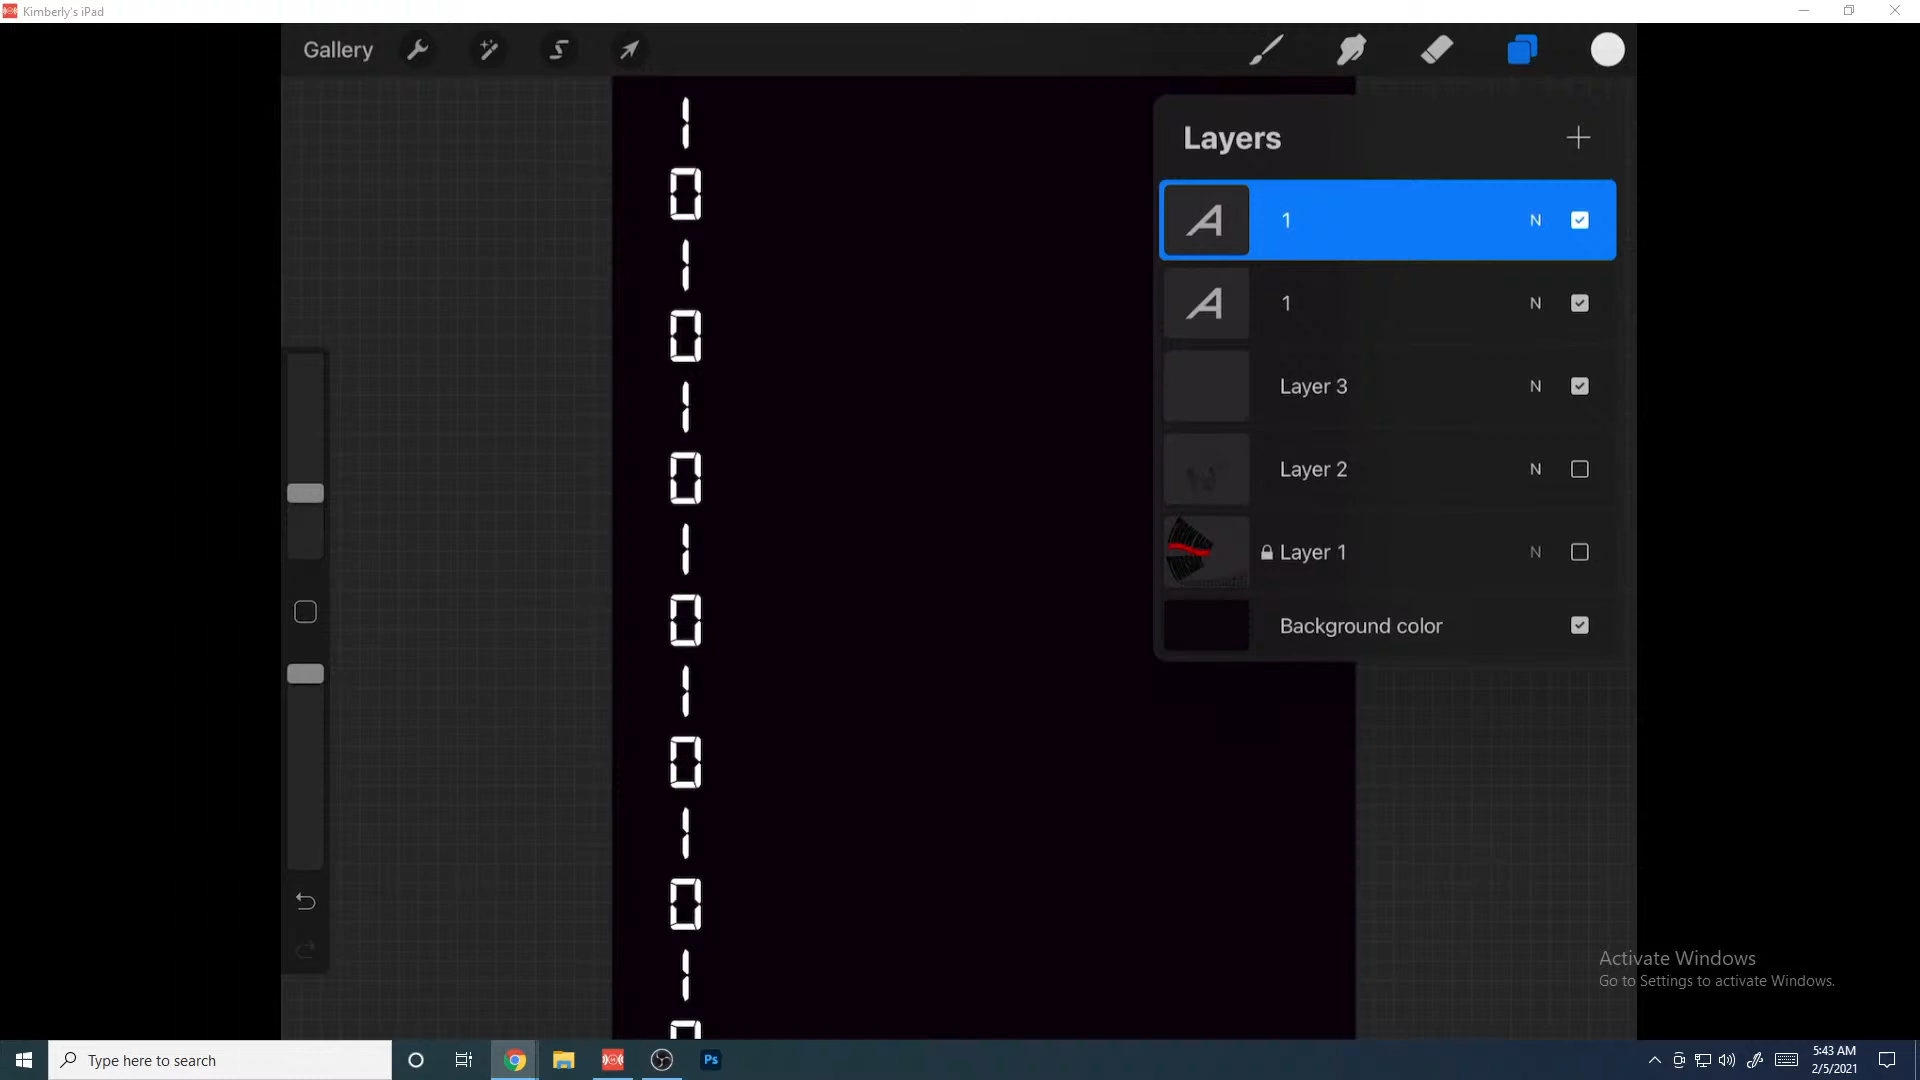 Kimberly's iPad
Gallery
1
0
1
0
1
0
1
0
1
0
1
0
1
0
Layers
A 1 N
A 1 N
Layer 3 N
Layer 2 N
Layer 1 N
Background color
Activate Windows
Go to Settings to activate Windows.
Type here to search
Ps
5:43 AM
2/5/2021